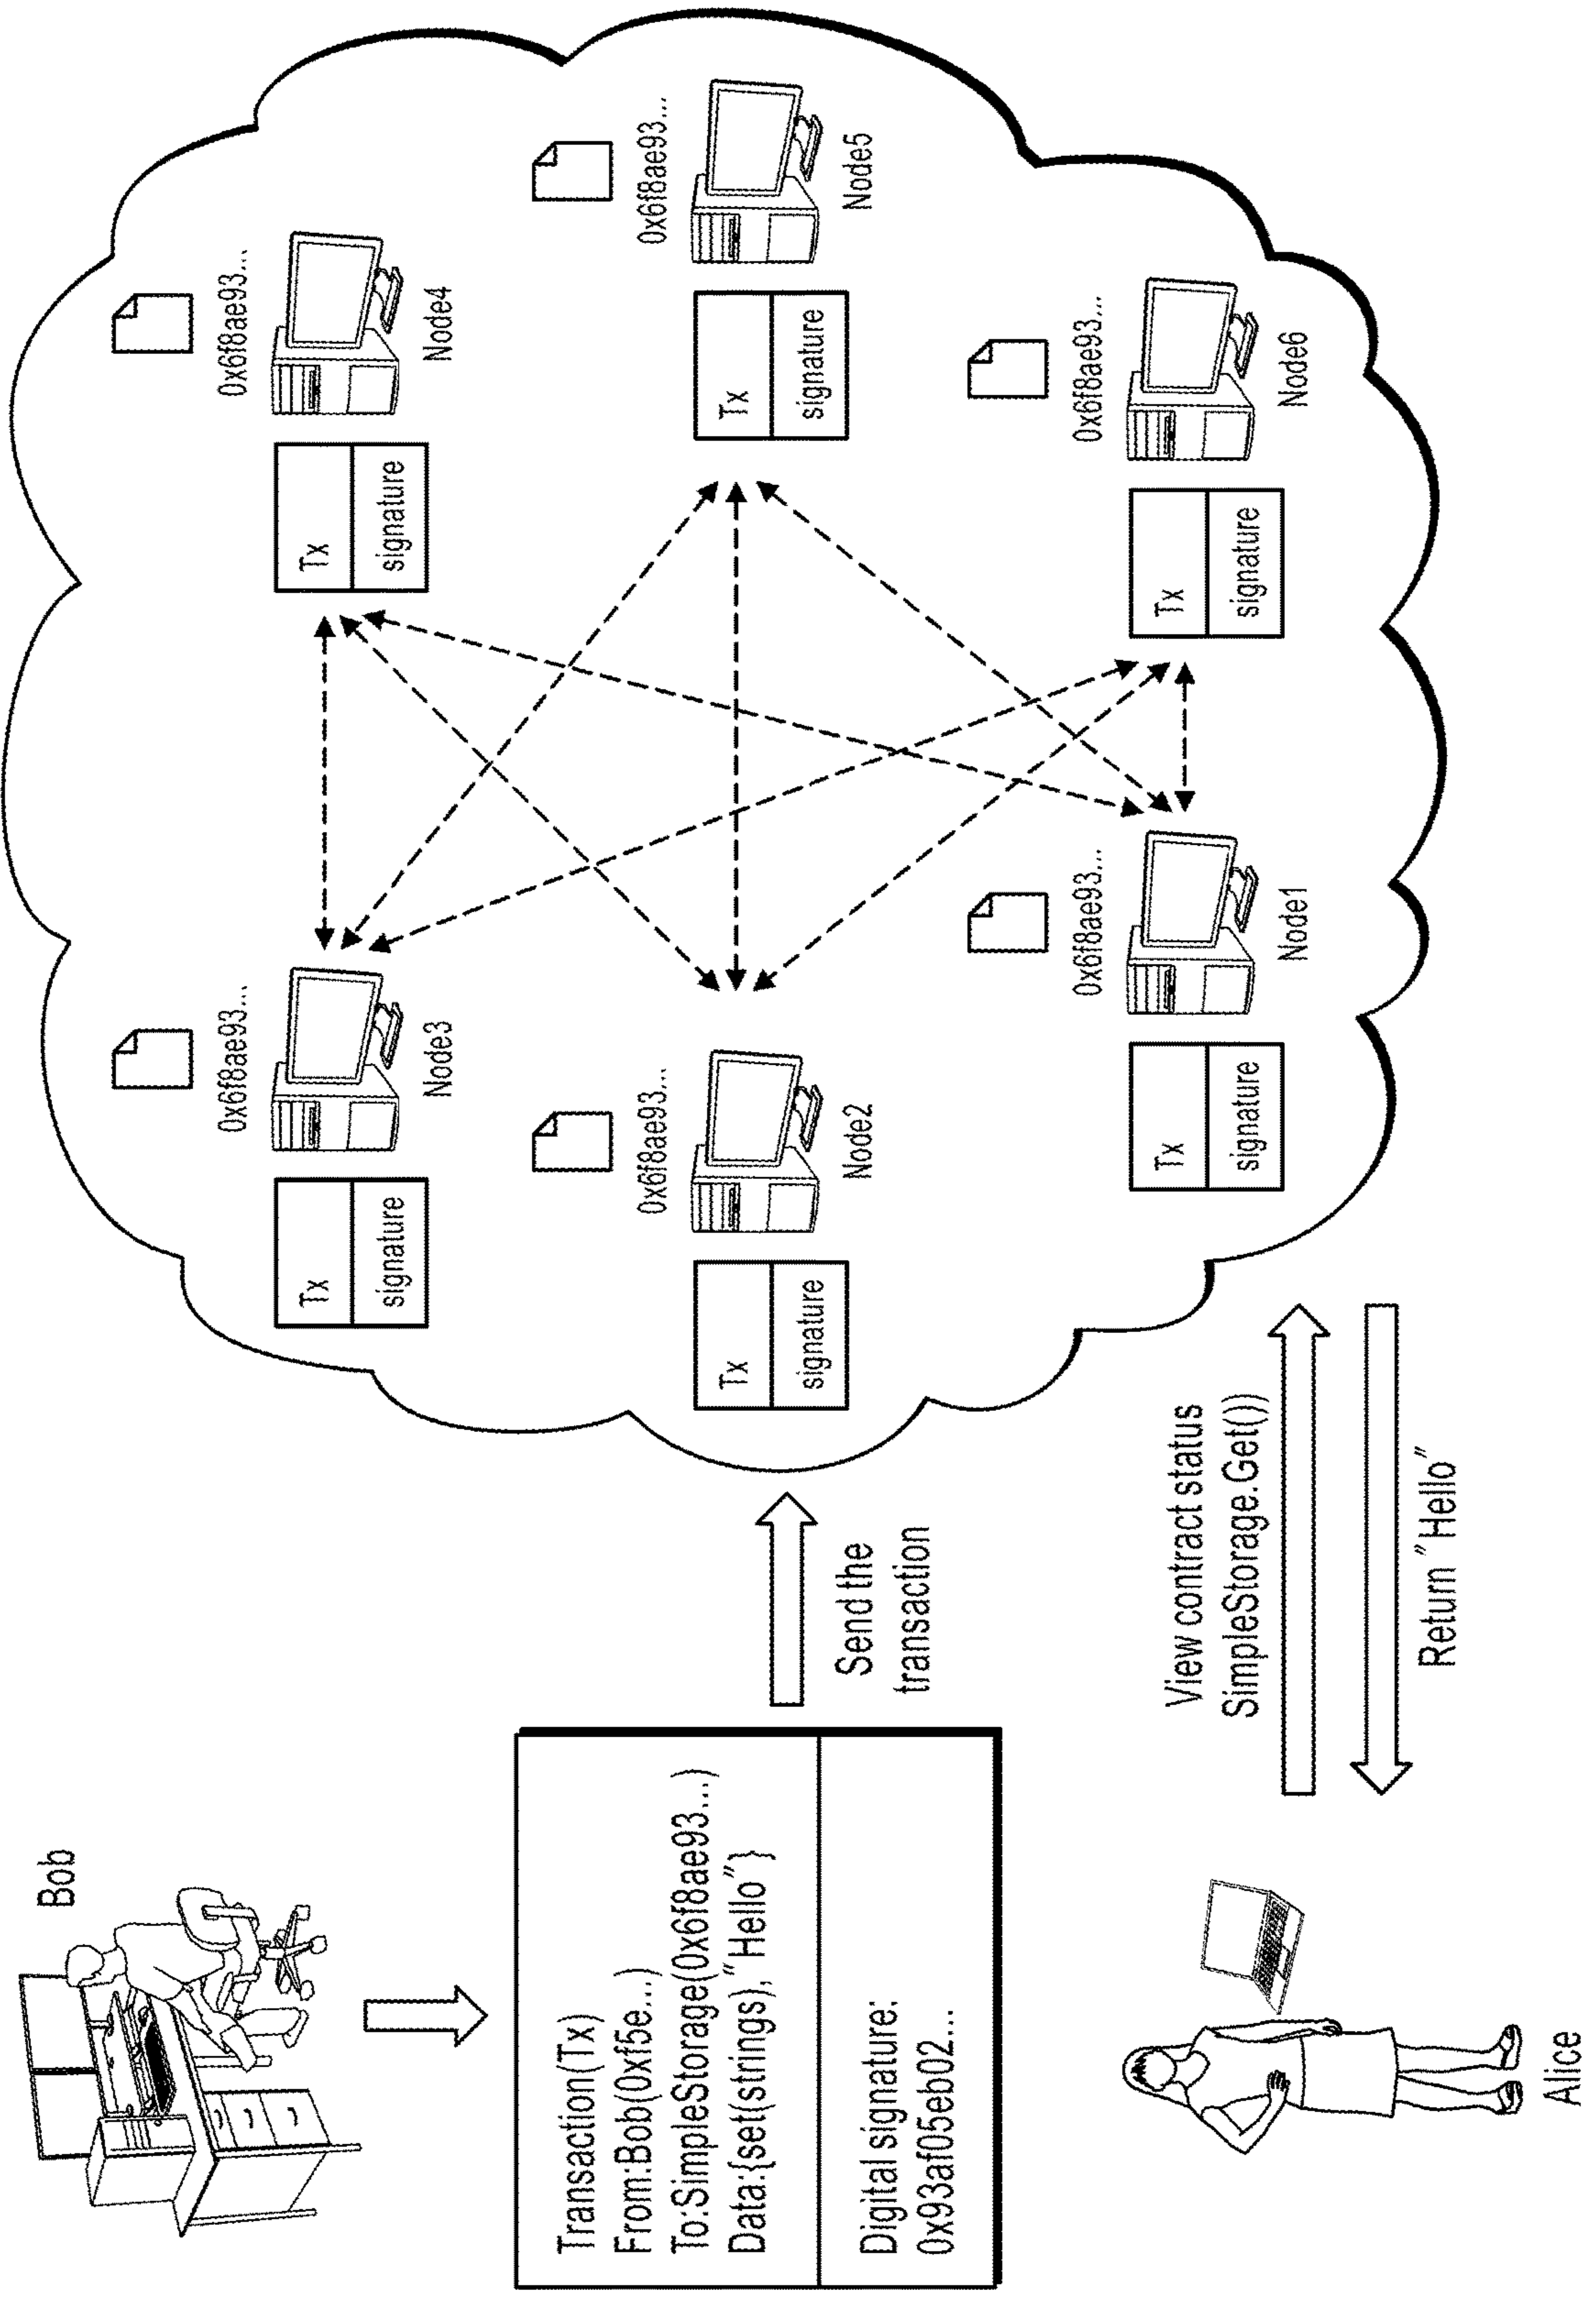 Bob
Transaction(Tx)
From:Bob(0xf5e...)
To:SimpleStorage(0x6f8ae93...)
Data:{set(strings),"Hello"}
Digital signature:
0x93af05eb02...
Send the
transaction
Alice
View contract status
SimpleStorage.Get())
Return "Hello"
0x6f8ae93...
Tx
signature
Node3
0x6f8ae93...
Tx
signature
Node4
0x6f8ae93...
Tx
signature
Node2
0x6f8ae93...
Tx
signature
Node5
0x6f8ae93...
Tx
signature
Node1
0x6f8ae93...
Tx
signature
Node6